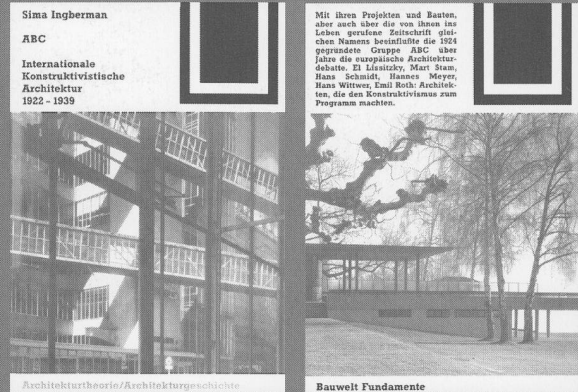 Sima Ingberman
ABC
Internationale
Konstruktivistische
Architektur
1922 – 1939
Architekturtheorie/Architekturgeschichte
Mit ihren Projekten und Bauten,
aber auch über die von ihnen ins
Leben gerufene Zeitschrift glei-
chen Namens besinflußte die 1924
gegründete Gruppe ABC über
Jahre die europäische Architektur-
debatte. El Lissitzky, Mart Stam,
Hans Schmidt, Hannes Meyer,
Hans Wittwer, Emil Roth: Architek-
ten, die den Konstruktivismus zum
Programm machten.
Bauwelt Fundamente